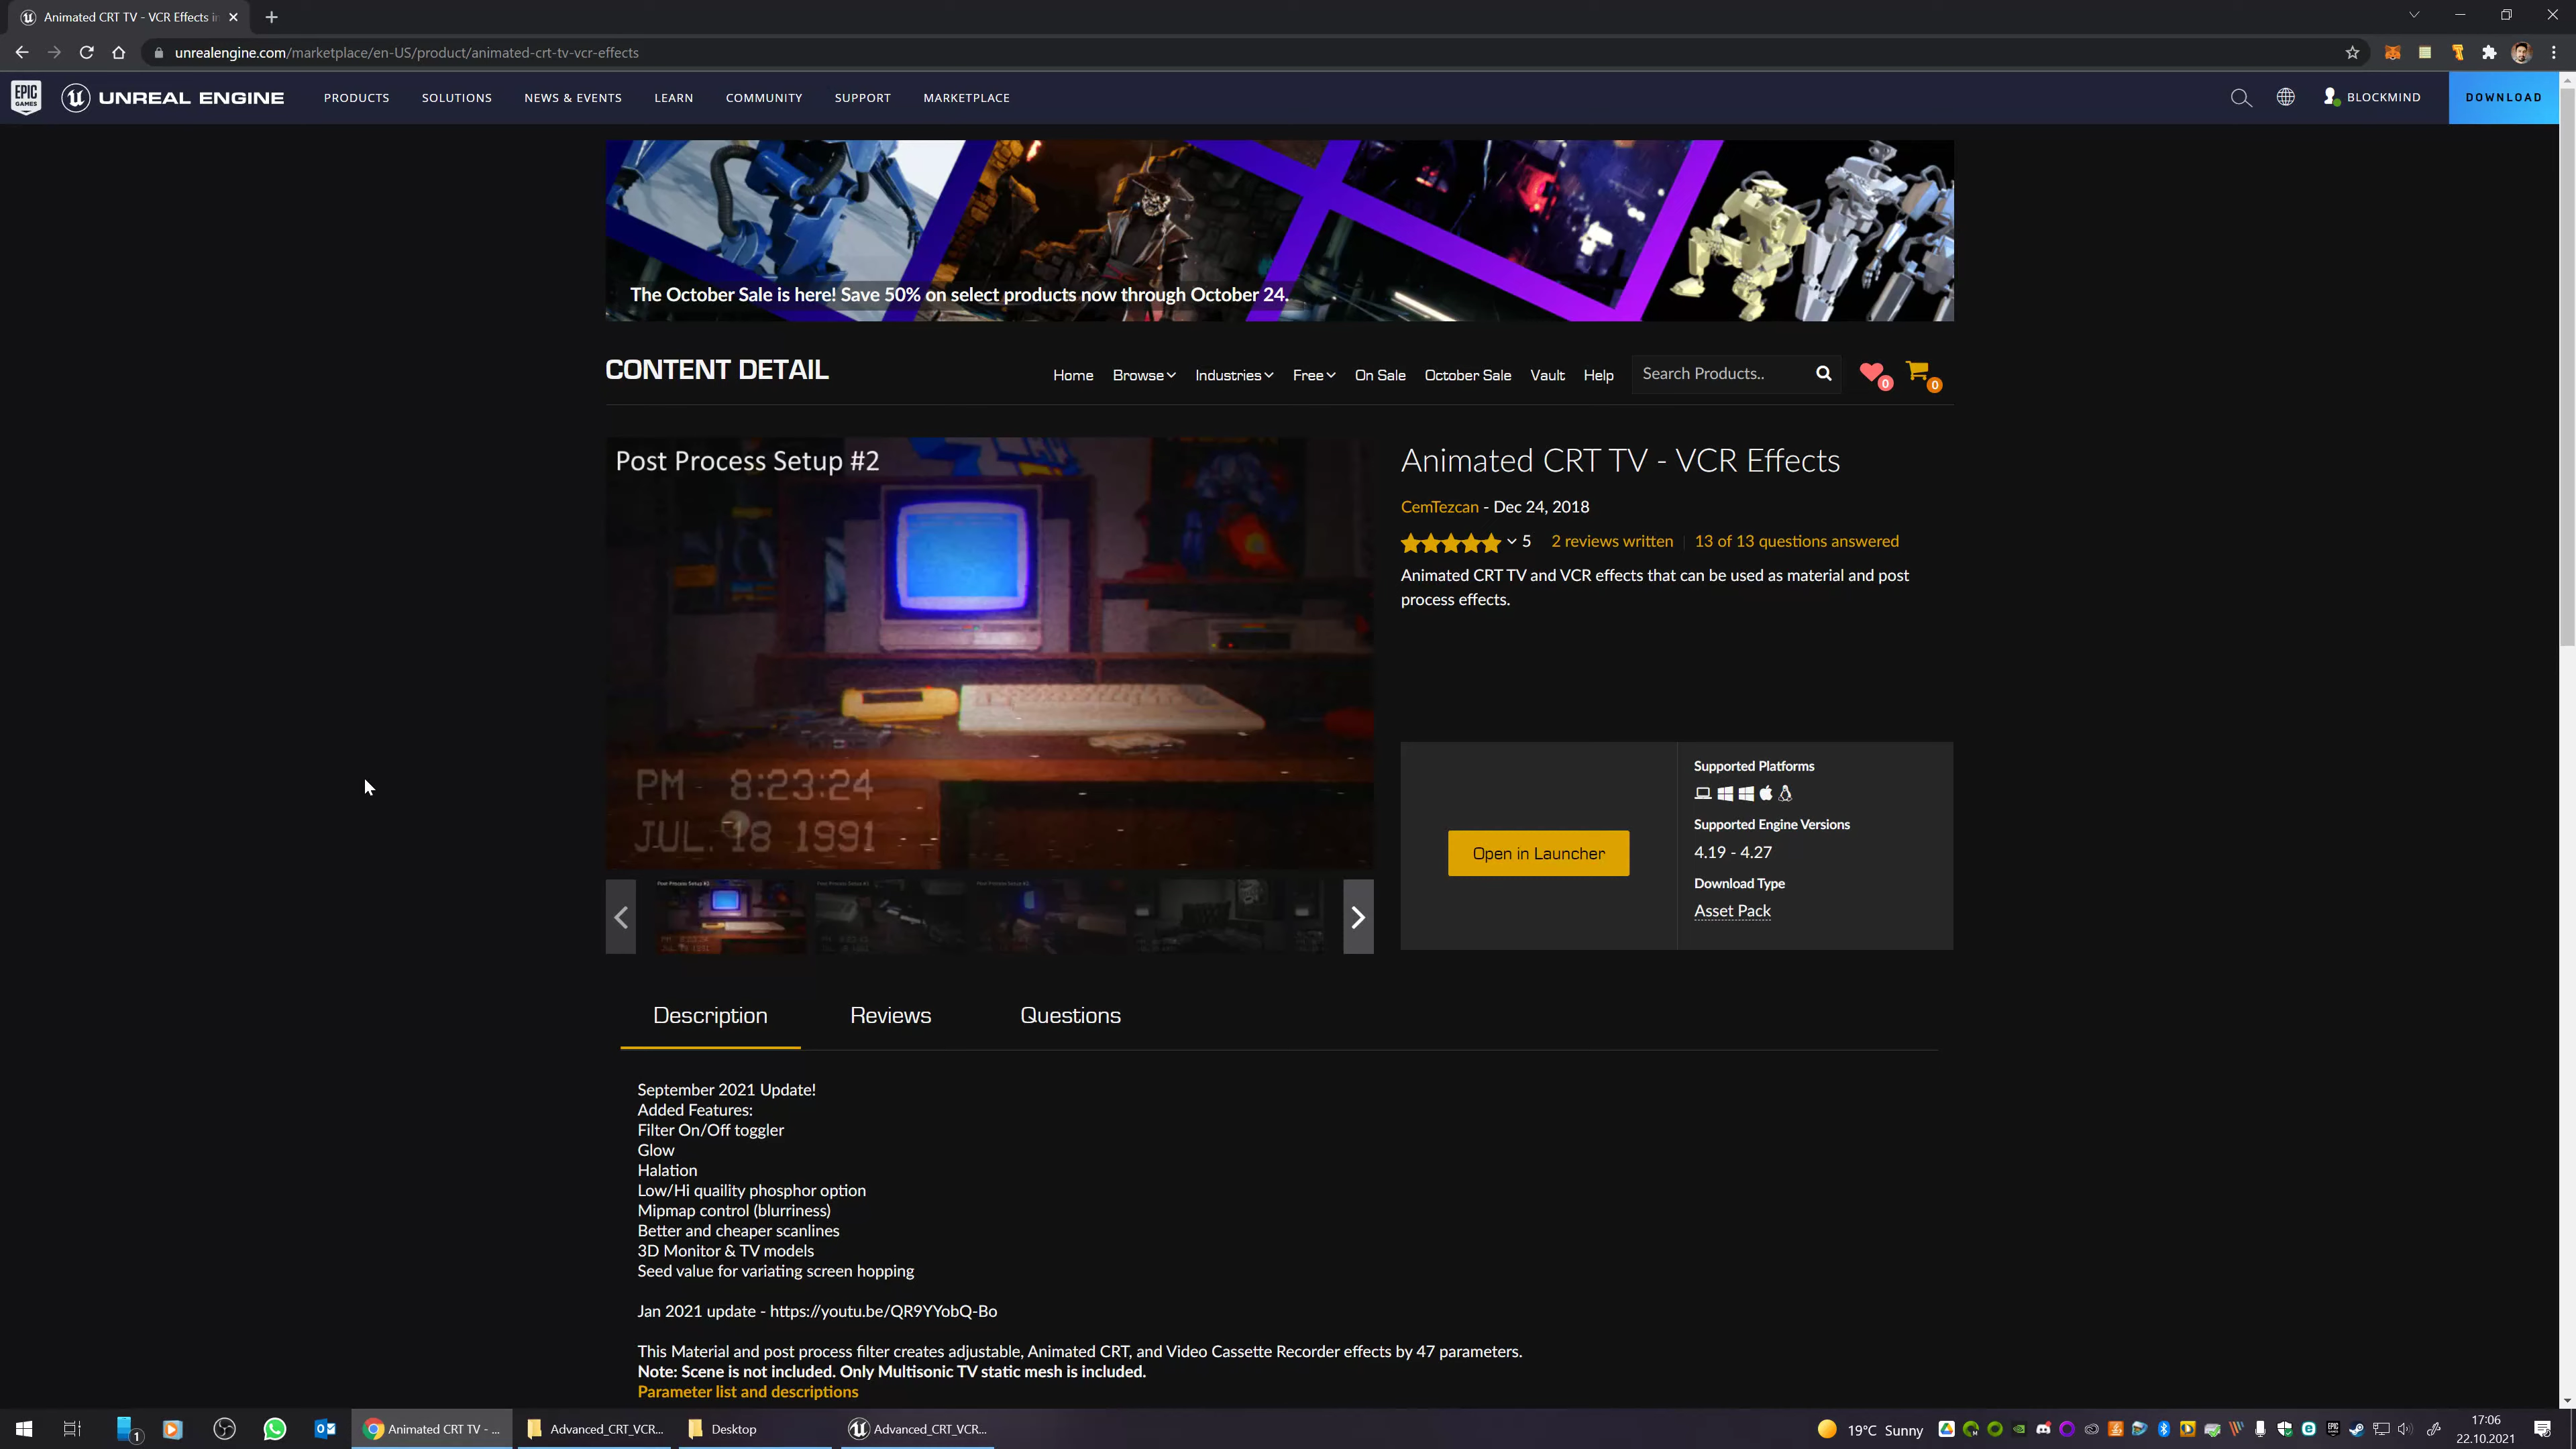 Animated CRT TV - VCR Effects in
unrealengine.com/marketplace/en-US/product/animated-crt-tv-vcr-effects
EPIC GAMES
UNREAL ENGINE
PRODUCTS
SOLUTIONS
NEWS & EVENTS
LEARN
COMMUNITY
SUPPORT
MARKETPLACE
BLOCKMIND
DOWNLOAD
The October Sale is here! Save 50% on select products now through October 24.
CONTENT DETAIL
Home
Browse
Industries
Free
On Sale
October Sale
Vault
Help
Search Products..
0
0
Post Process Setup #2
PM 8:23:24
JUL. 18 1991
Animated CRT TV - VCR Effects
CemTezcan - Dec 24, 2018
5
2 reviews written
13 of 13 questions answered
Animated CRT TV and VCR effects that can be used as material and post
process effects.
Open in Launcher
Supported Platforms
Supported Engine Versions
4.19 - 4.27
Download Type
Asset Pack
Description
Reviews
Questions
September 2021 Update!
Added Features:
Filter On/Off toggler
Glow
Halation
Low/Hi quaility phosphor option
Mipmap control (blurriness)
Better and cheaper scanlines
3D Monitor & TV models
Seed value for variating screen hopping
Jan 2021 update - https://youtu.be/QR9YYobQ-Bo
This Material and post process filter creates adjustable, Animated CRT, and Video Cassette Recorder effects by 47 parameters.
Note: Scene is not included. Only Multisonic TV static mesh is included.
Parameter list and descriptions
1
Animated CRT TV - ...
Advanced_CRT_VCR...
Desktop
Advanced_CRT_VCR...
19°C Sunny
17:06
22.10.2021